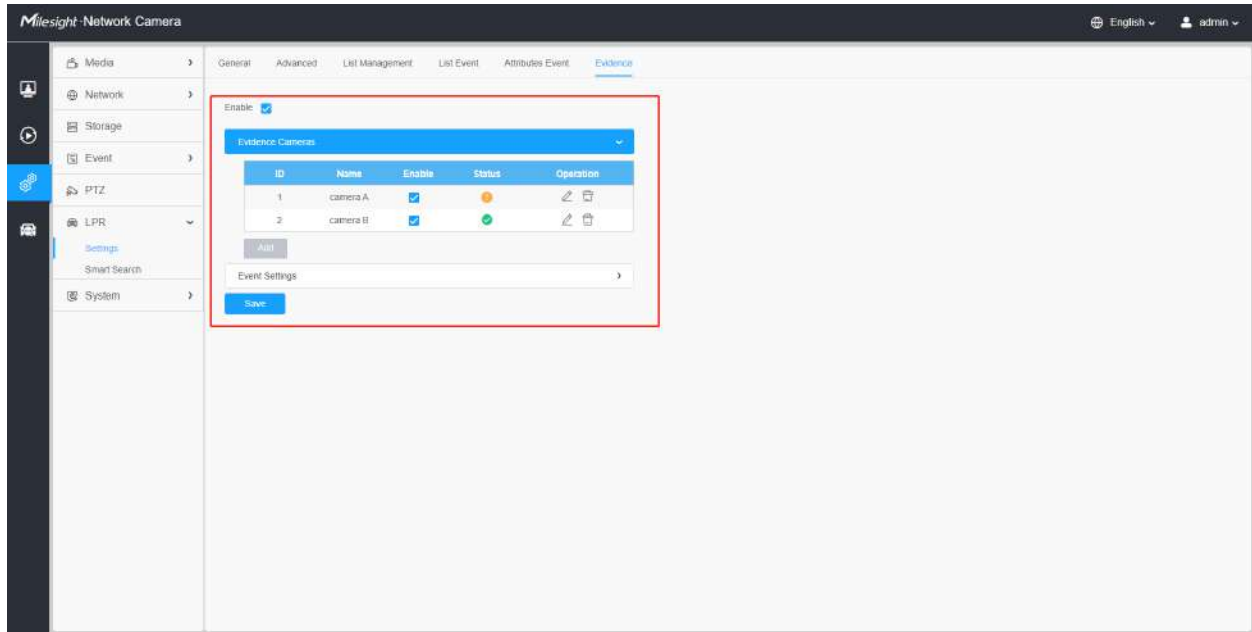 Milesight-Network Camera
English
admin
Media
Network
Storage
Event
PTZ
LPR
Settings
Smart Search
System
General Advanced List Management List Event Attributes Event Evidence
Enable
Evidence Cameras
ID Name Enable Status Operation
1 camera A
2 camera B
Add
Event Settings
Save